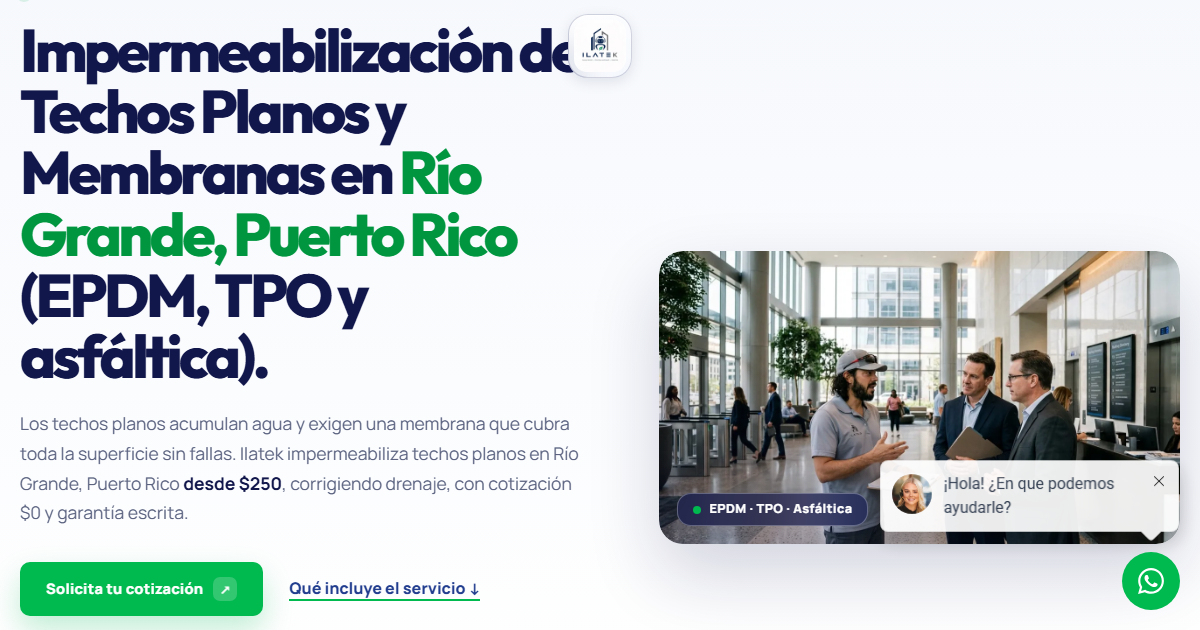 Impermeabilización de
Techos Planos y
Membranas en Río
Grande, Puerto Rico
(EPDM, TPO y
asfáltica).
ILATEK
Los techos planos acumulan agua y exigen una membrana que cubra
toda la superficie sin fallas. Ilatek impermeabiliza techos planos en Río
Grande, Puerto Rico desde $250, corrigiendo drenaje, con cotización
$0 y garantía escrita.
Solicita tu cotización ↗
Qué incluye el servicio ↓
EPDM · TPO · Asfáltica
¡Hola! ¿En que podemos
ayudarle?